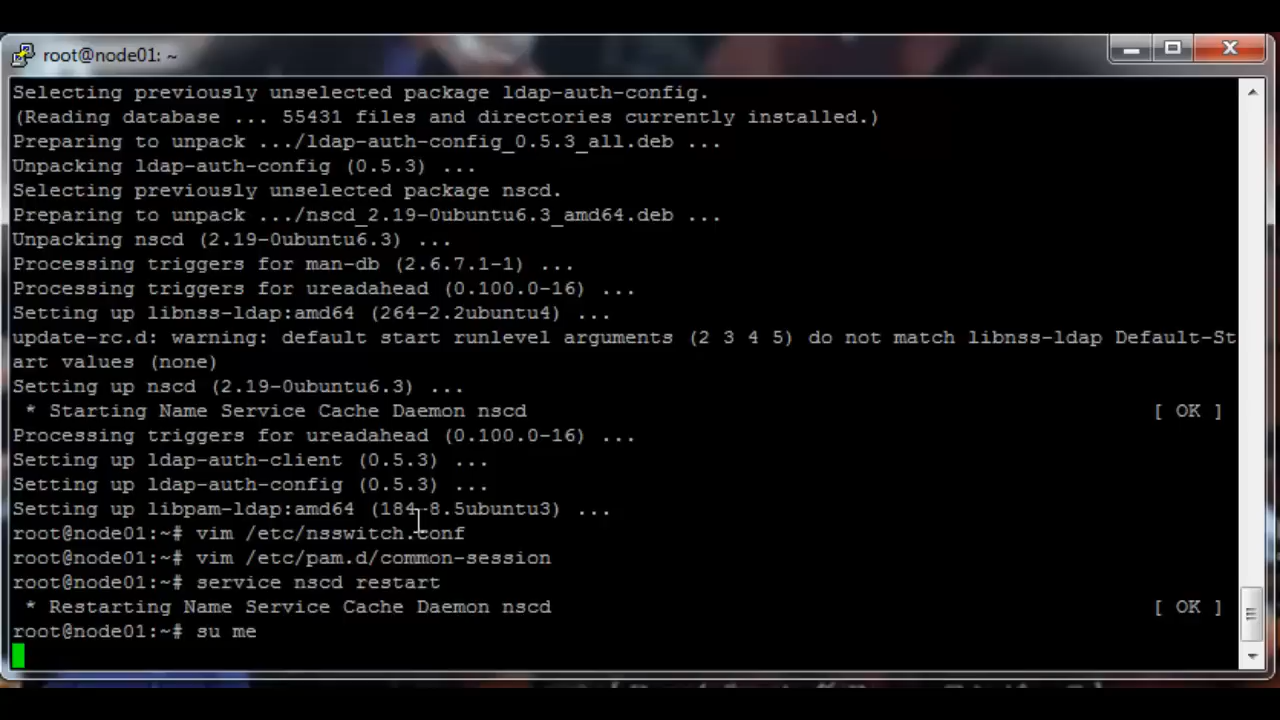 root@node01: ~
Selecting previously unselected package ldap-auth-config.
(Reading database ... 55431 files and directories currently installed.)
Preparing to unpack .../ldap-auth-config_0.5.3_all.deb ...
Unpacking ldap-auth-config (0.5.3) ...
Selecting previously unselected package nscd.
Preparing to unpack .../nscd_2.19-0ubuntu6.3_amd64.deb ...
Unpacking nscd (2.19-0ubuntu6.3) ...
Processing triggers for man-db (2.6.7.1-1) ...
Processing triggers for ureadahead (0.100.0-16) ...
Setting up libnss-ldap:amd64 (264-2.2ubuntu4) ...
update-rc.d: warning: default start runlevel arguments (2 3 4 5) do not match libnss-ldap Default-St
art values (none)
Setting up nscd (2.19-0ubuntu6.3) ...
 * Starting Name Service Cache Daemon nscd [ OK ]
Processing triggers for ureadahead (0.100.0-16) ...
Setting up ldap-auth-client (0.5.3) ...
Setting up ldap-auth-config (0.5.3) ...
Setting up libpam-ldap:amd64 (184-8.5ubuntu3) ...
root@node01:~# vim /etc/nsswitch.conf
root@node01:~# vim /etc/pam.d/common-session
root@node01:~# service nscd restart
 * Restarting Name Service Cache Daemon nscd [ OK ]
root@node01:~# su me